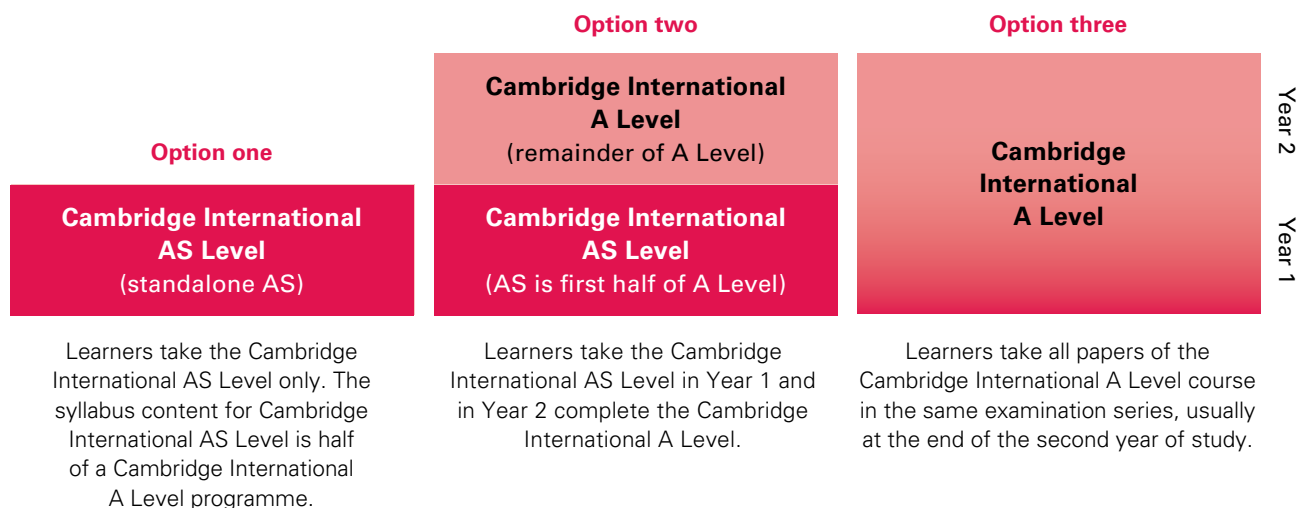 Option one
Cambridge International
AS Level
(standalone AS)
Learners take the Cambridge
International AS Level only. The
syllabus content for Cambridge
International AS Level is half
of a Cambridge International
A Level programme.
Option two
Cambridge International
A Level
(remainder of A Level)
Cambridge International
AS Level
(AS is first half of A Level)
Learners take the Cambridge
International AS Level in Year 1 and
in Year 2 complete the Cambridge
International A Level.
Option three
Cambridge
International
A Level
Learners take all papers of the
Cambridge International A Level course
in the same examination series, usually
at the end of the second year of study.
Year 2
Year 1